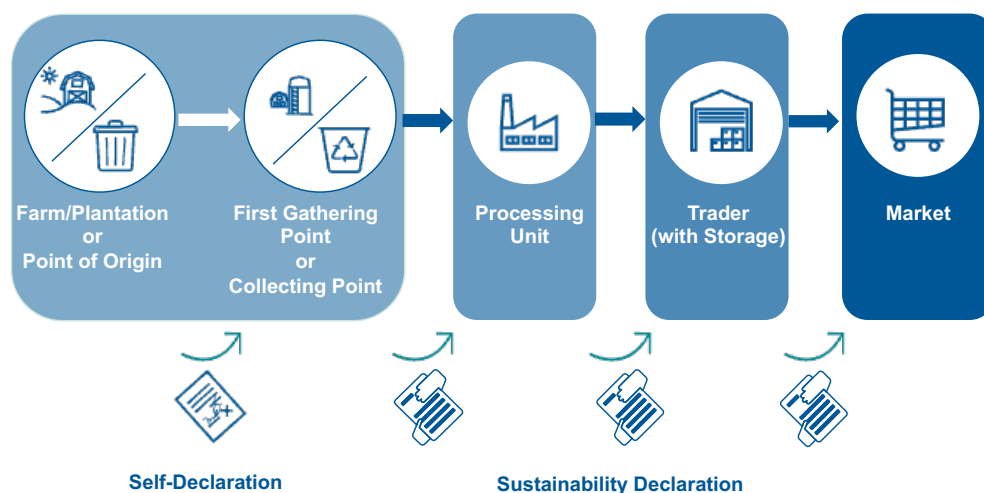 Farm/Plantation
or
Point of Origin
First Gathering
Point
or
Collecting Point
Processing
Unit
Trader
(with Storage)
Market
Self-Declaration
Sustainability Declaration